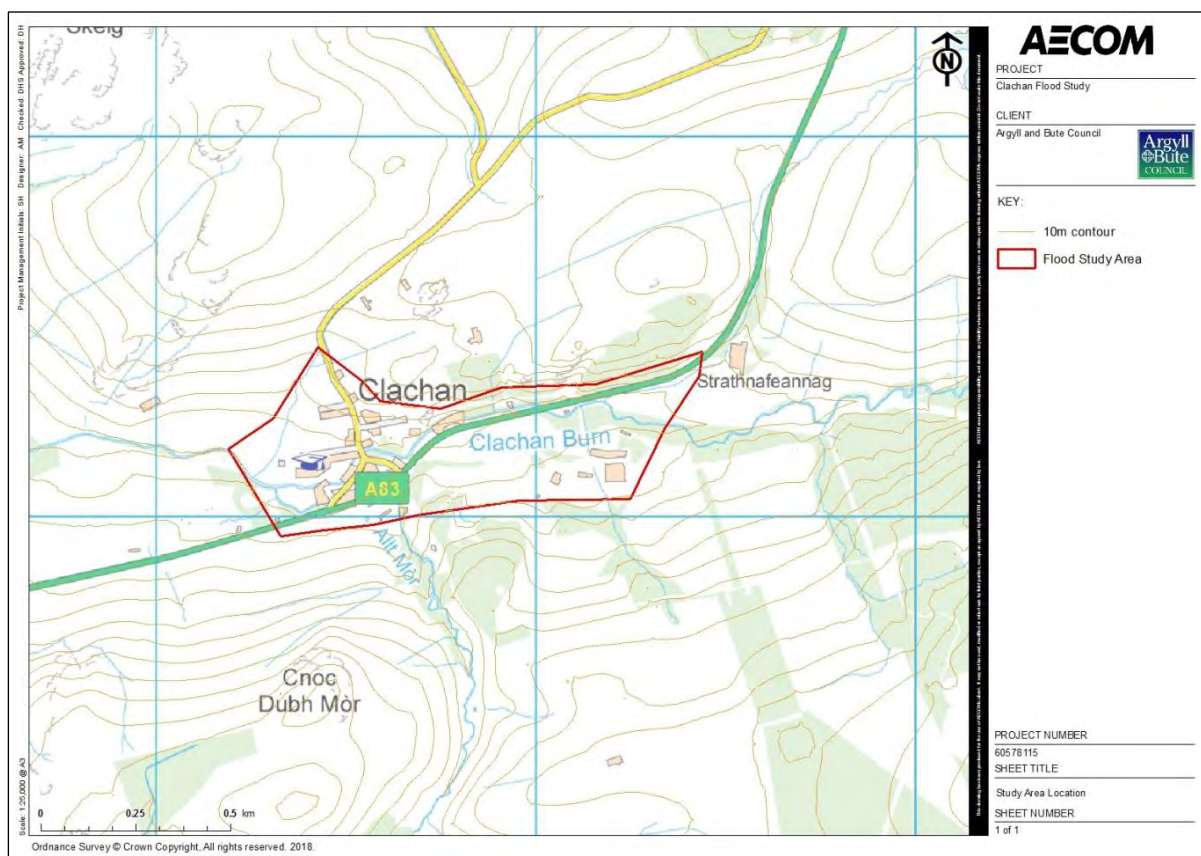 Skeig
N
Clachan
Strathnafeannag
Clachan Burn
A83
Allt Mòr
Cnoc
Dubh Mòr
0 0.25 0.5 km
Ordnance Survey © Crown Copyright, All rights reserved. 2018.
Scale: 1:25,000 @ A3
Project Management Initials: SH Designer: AM Checked: DHS Approved: DH
AECOM
PROJECT
Clachan Flood Study
CLIENT
Argyll and Bute Council
Argyll
Bute
COUNCIL
KEY:
10m contour
Flood Study Area
PROJECT NUMBER
60578115
SHEET TITLE
Study Area Location
SHEET NUMBER
1 of 1